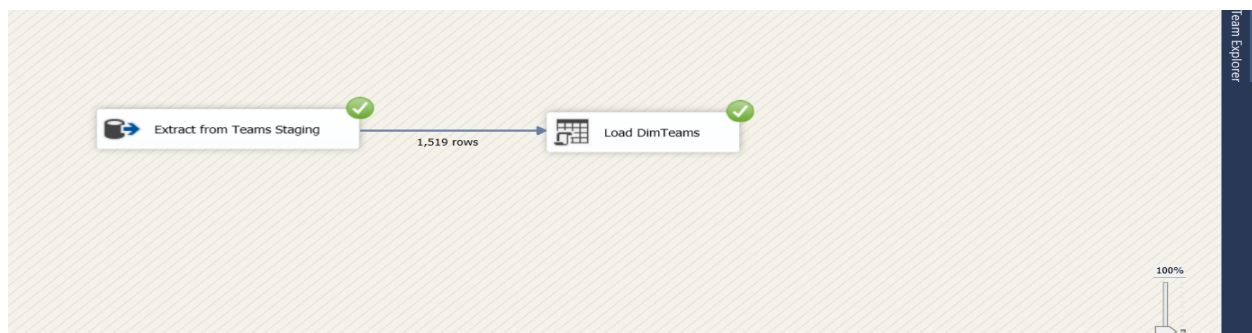 Team Explorer
Extract from Teams Staging
1,519 rows
Load DimTeams
100%